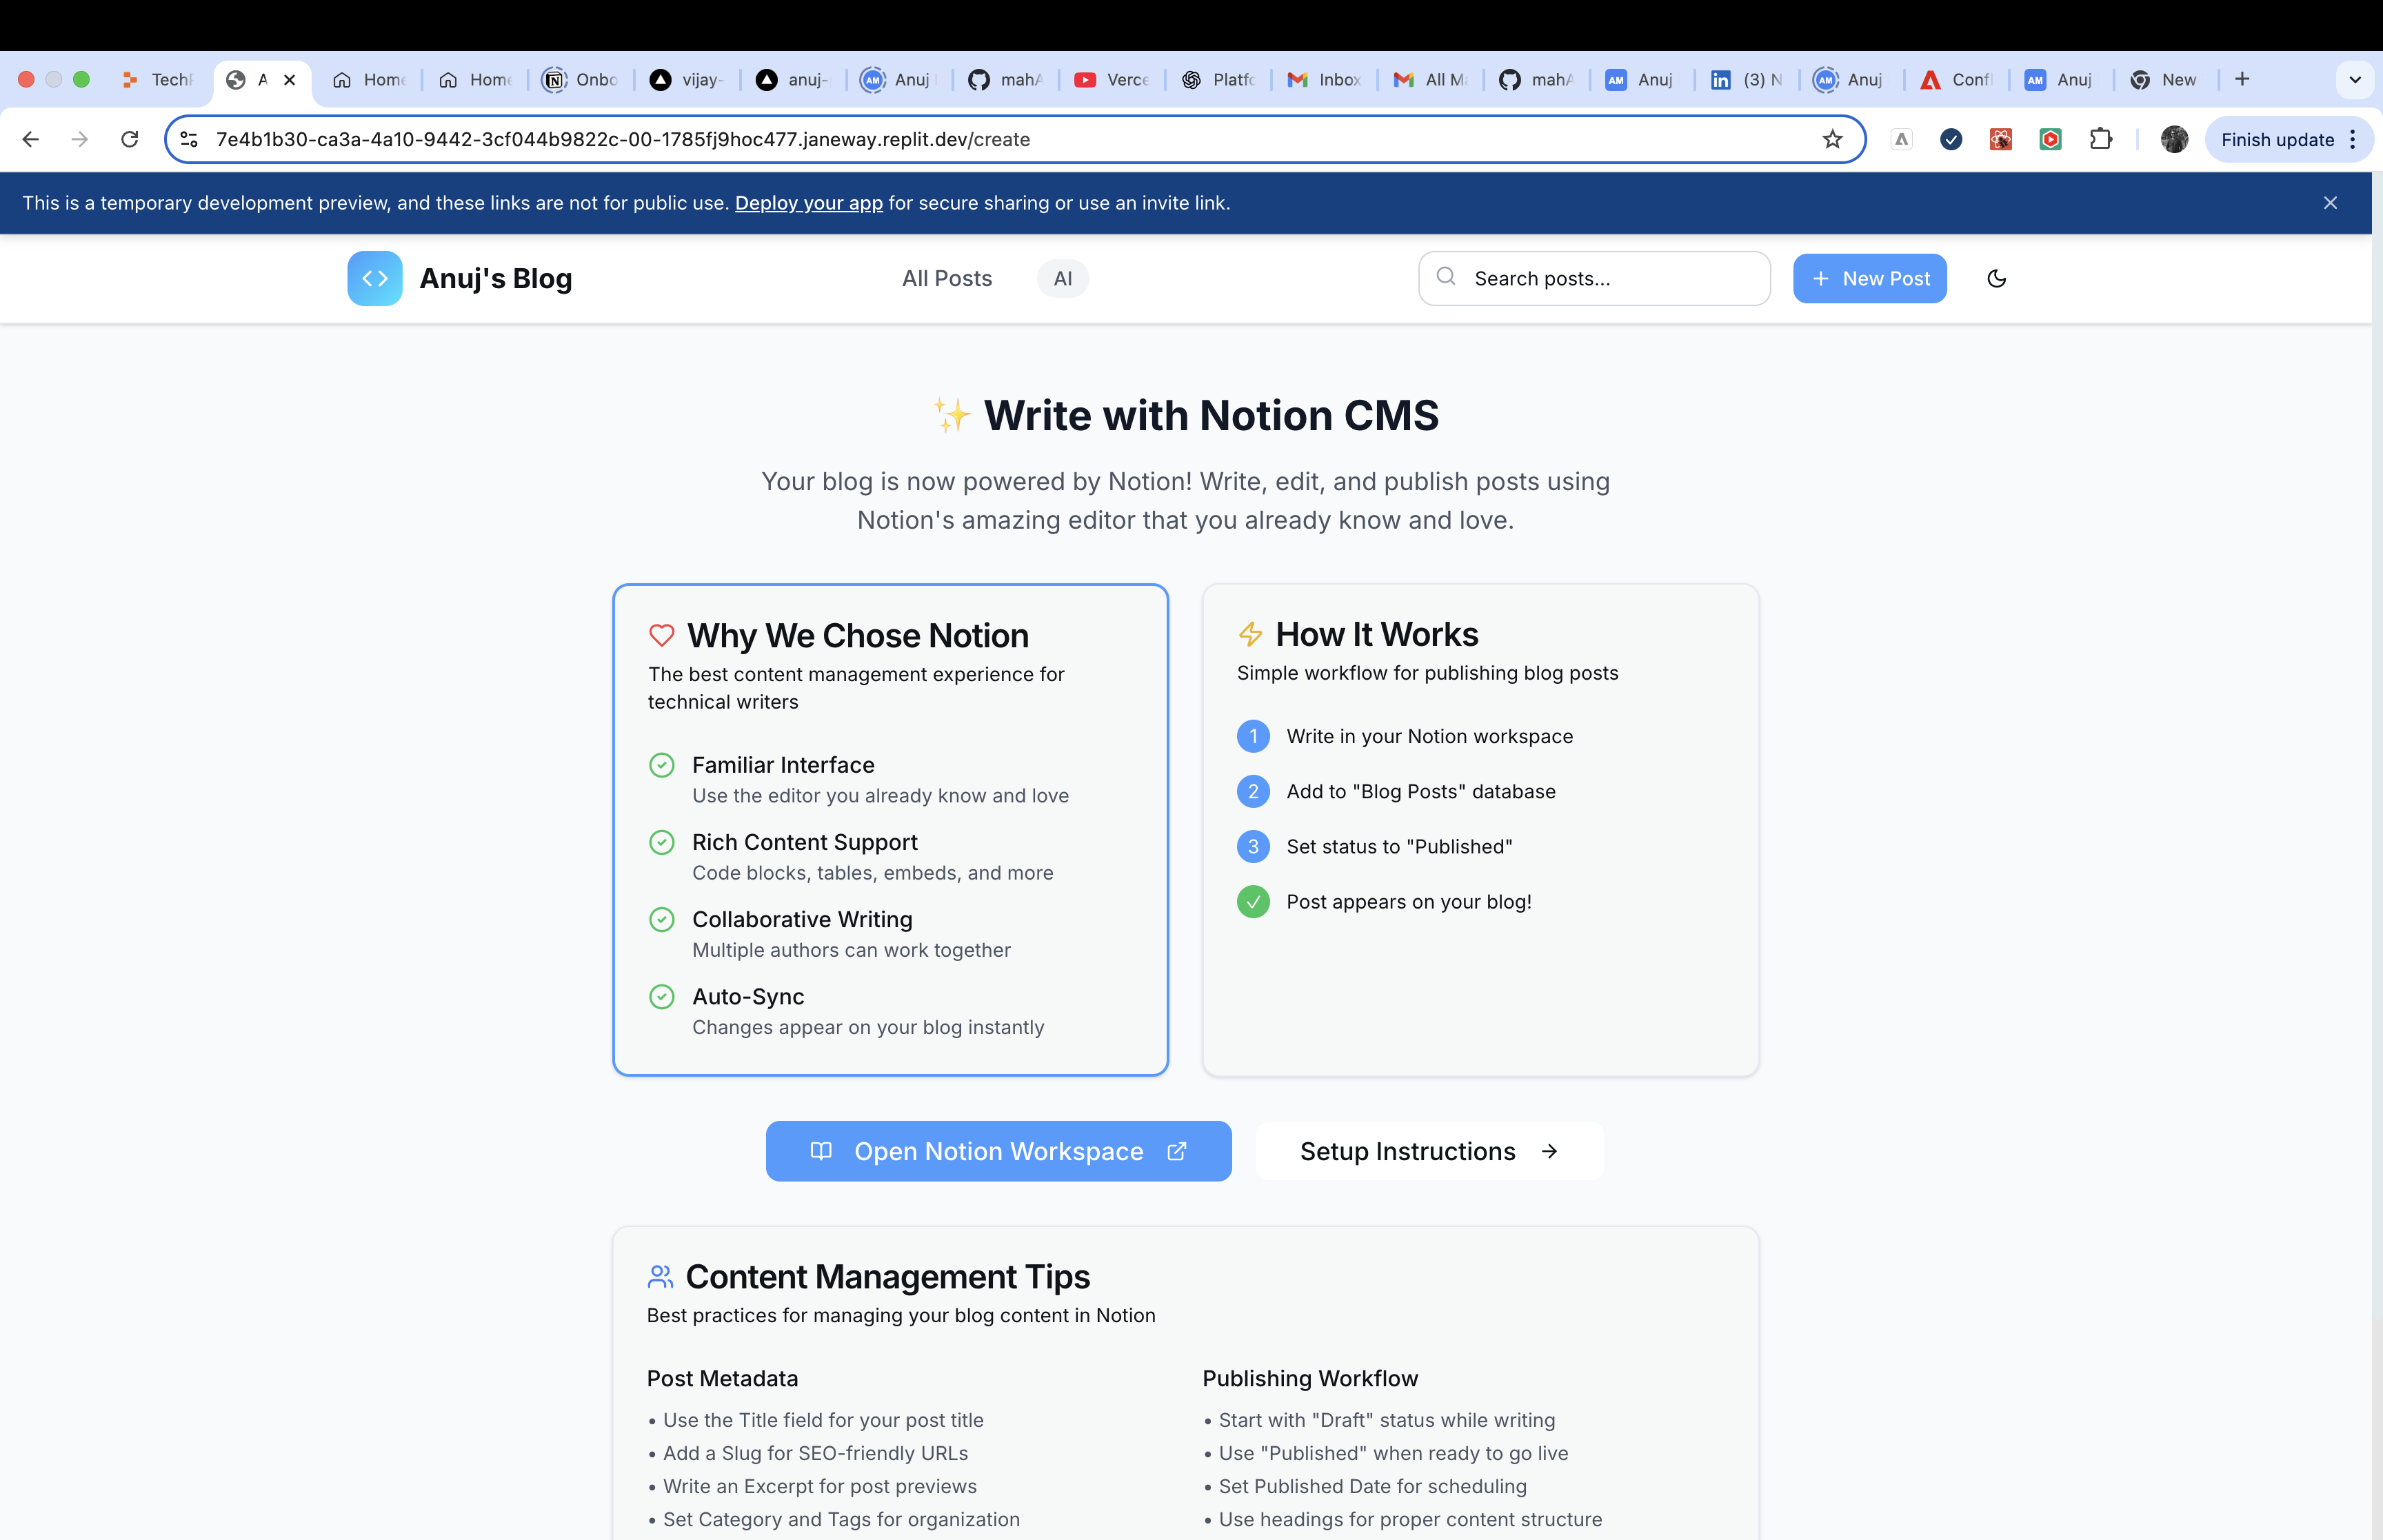 TechF
A
Home
Home
Onbo
vijay-
anuj-
AM
Anuj
mahA
Verce
Platfo
Inbox
All Ma
mahA
AM
Anuj
in
(3) N
AM
Anuj
Confl
AM
Anuj
New
7e4b1b30-ca3a-4a10-9442-3cf044b9822c-00-1785fj9hoc477.janeway.replit.dev/create
Finish update
This is a temporary development preview, and these links are not for public use. Deploy your app for secure sharing or use an invite link.
Anuj's Blog
All Posts
AI
Search posts...
New Post
Write with Notion CMS
Your blog is now powered by Notion! Write, edit, and publish posts using
Notion's amazing editor that you already know and love.
Why We Chose Notion
The best content management experience for
technical writers
Familiar Interface
Use the editor you already know and love
Rich Content Support
Code blocks, tables, embeds, and more
Collaborative Writing
Multiple authors can work together
Auto-Sync
Changes appear on your blog instantly
How It Works
Simple workflow for publishing blog posts
1 Write in your Notion workspace
2 Add to "Blog Posts" database
3 Set status to "Published"
Post appears on your blog!
Open Notion Workspace
Setup Instructions
Content Management Tips
Best practices for managing your blog content in Notion
Post Metadata
• Use the Title field for your post title
• Add a Slug for SEO-friendly URLs
• Write an Excerpt for post previews
• Set Category and Tags for organization
Publishing Workflow
• Start with "Draft" status while writing
• Use "Published" when ready to go live
• Set Published Date for scheduling
• Use headings for proper content structure